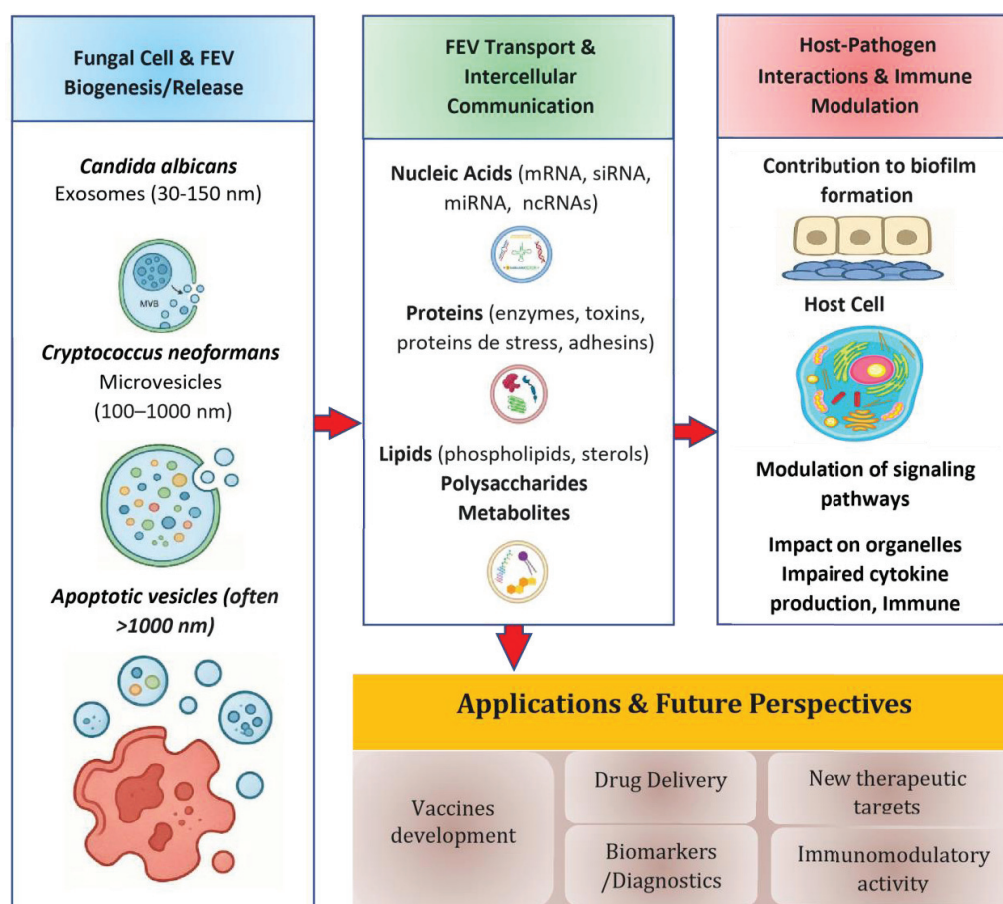 Fungal Cell & FEV
Biogenesis/Release
Candida albicans
Exosomes (30-150 nm)
MVB
Cryptococcus neoformans
Microvesicles
(100–1000 nm)
Apoptotic vesicles (often
>1000 nm)
FEV Transport &
Intercellular
Communication
Nucleic Acids (mRNA, siRNA,
miRNA, ncRNAs)
Proteins (enzymes, toxins,
proteins de stress, adhesins)
Lipids (phospholipids, sterols)
Polysaccharides
Metabolites
Host-Pathogen
Interactions & Immune
Modulation
Contribution to biofilm
formation
Host Cell
Modulation of signaling
pathways
Impact on organelles
Impaired cytokine
production, Immune
Applications & Future Perspectives
Vaccines
development
Drug Delivery
Biomarkers
/Diagnostics
New therapeutic
targets
Immunomodulatory
activity